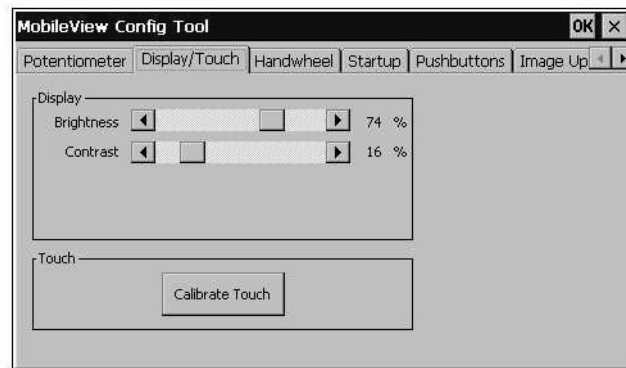 MobileView Config Tool OK ×
Potentiometer Display/Touch Handwheel Startup Pushbuttons Image Up
Display
Brightness 74 %
Contrast 16 %
Touch
Calibrate Touch